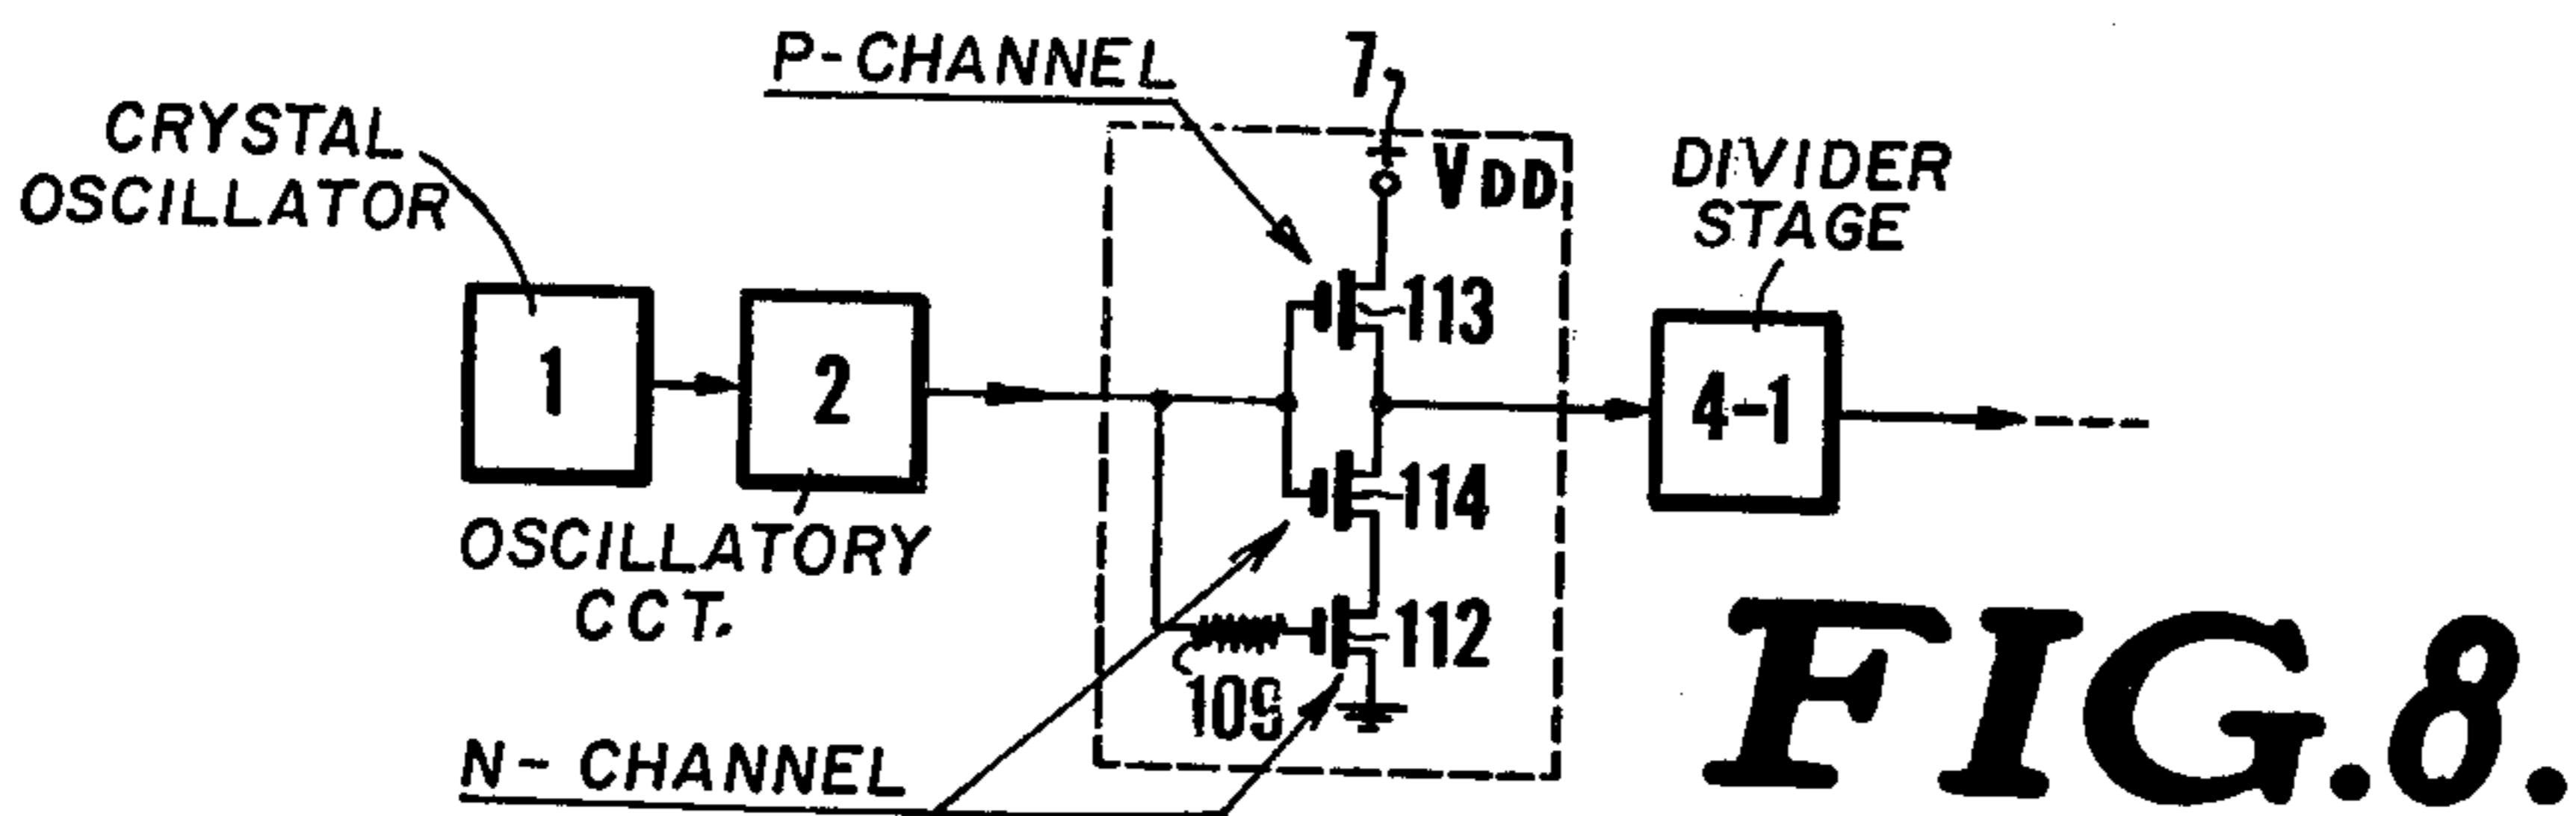 P-CHANNEL
7
CRYSTAL
OSCILLATOR
VDD
DIVIDER
STAGE
113
1
2
4-1
114
OSCILLATORY
CCT.
112
109
N- CHANNEL
FIG.8.